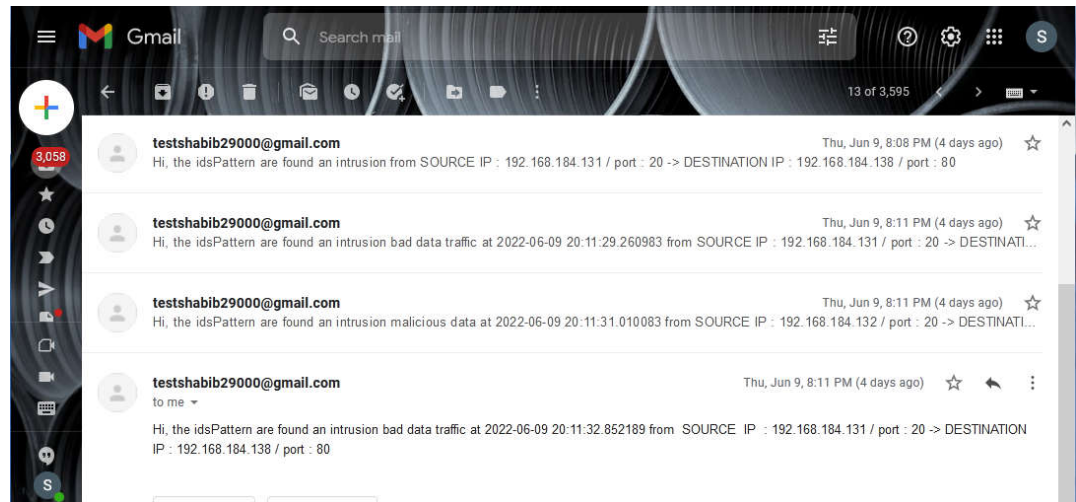 Gmail
Search mail
S
13 of 3,595
3,058
testshabib29000@gmail.com Thu, Jun 9, 8:08 PM (4 days ago)
Hi, the idsPattern are found an intrusion from SOURCE IP : 192.168.184.131 / port : 20 -> DESTINATION IP : 192.168.184.138 / port : 80
testshabib29000@gmail.com Thu, Jun 9, 8:11 PM (4 days ago)
Hi, the idsPattern are found an intrusion bad data traffic at 2022-06-09 20:11:29.260983 from SOURCE IP : 192.168.184.131 / port : 20 -> DESTINATI...
testshabib29000@gmail.com Thu, Jun 9, 8:11 PM (4 days ago)
Hi, the idsPattern are found an intrusion malicious data at 2022-06-09 20:11:31.010083 from SOURCE IP : 192.168.184.132 / port : 20 -> DESTINATI...
testshabib29000@gmail.com Thu, Jun 9, 8:11 PM (4 days ago)
to me
Hi, the idsPattern are found an intrusion bad data traffic at 2022-06-09 20:11:32.852189 from SOURCE IP : 192.168.184.131 / port : 20 -> DESTINATION
IP : 192.168.184.138 / port : 80
S